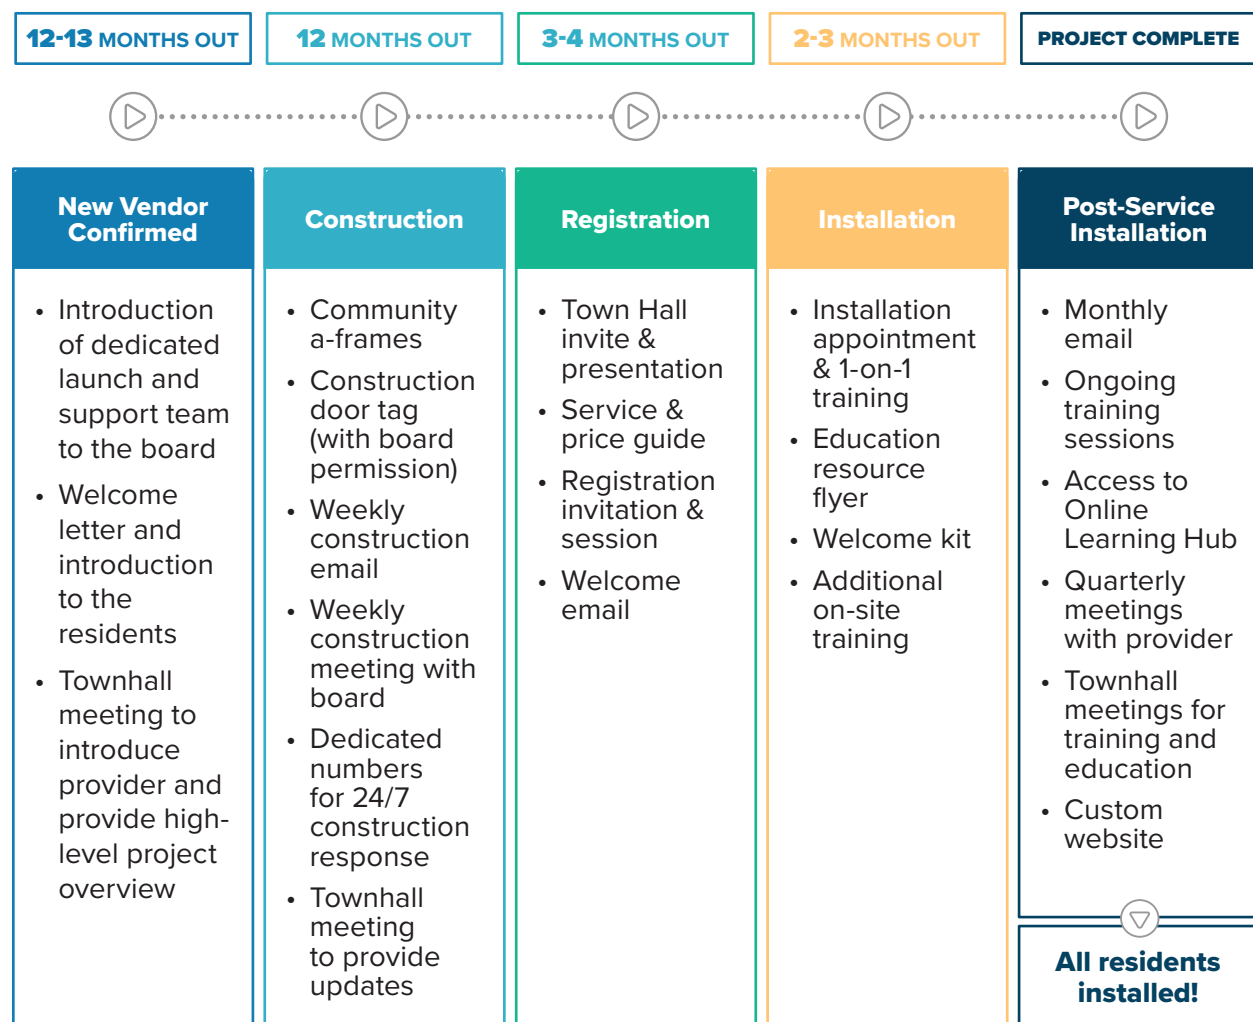 12-13 MONTHS OUT
12 MONTHS OUT
3-4 MONTHS OUT
2-3 MONTHS OUT
PROJECT COMPLETE
New Vendor
Confirmed
• Introduction
of dedicated
launch and
support team
to the board
• Welcome
letter and
introduction
to the
residents
• Townhall
meeting to
introduce
provider and
provide high-
level project
overview
Construction
• Community
a-frames
• Construction
door tag
(with board
permission)
• Weekly
construction
email
• Weekly
construction
meeting with
board
• Dedicated
numbers
for 24/7
construction
response
• Townhall
meeting
to provide
updates
Registration
• Town Hall
invite &
presentation
• Service &
price guide
• Registration
invitation &
session
• Welcome
email
Installation
• Installation
appointment
& 1-on-1
training
• Education
resource
flyer
• Welcome kit
• Additional
on-site
training
Post-Service
Installation
• Monthly
email
• Ongoing
training
sessions
• Access to
Online
Learning Hub
• Quarterly
meetings
with provider
• Townhall
meetings for
training and
education
• Custom
website
All residents
installed!